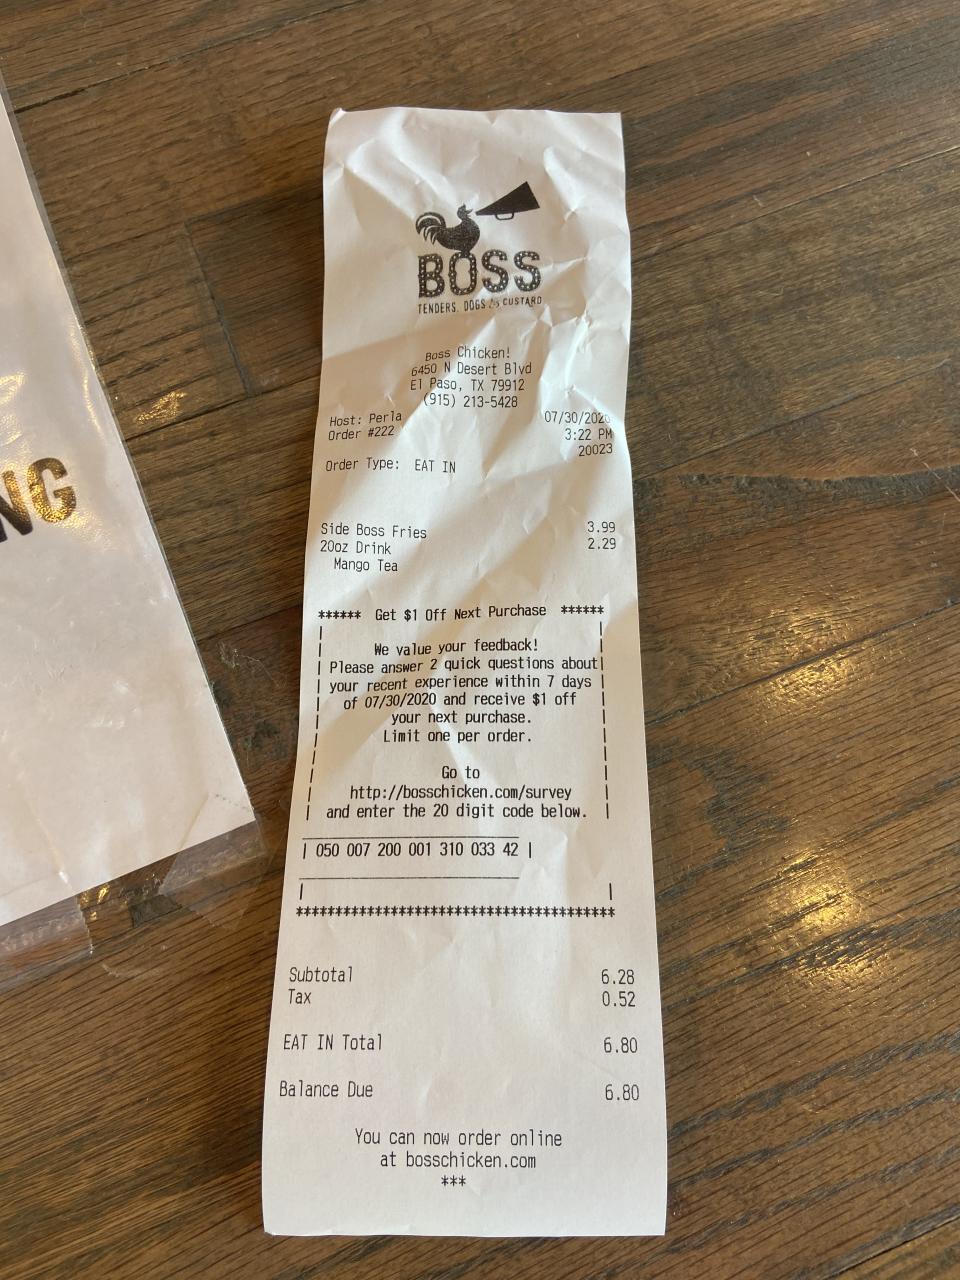 BOSS
TENDERS, DOGS & CUSTARD
Boss Chicken!
6450 N Desert Blvd
El Paso, TX 79912
(915) 213-5428
Host: Perla 07/30/2020
Order #222 3:22 PM
20023
Order Type: EAT IN
Side Boss Fries 3.99
20oz Drink 2.29
Mango Tea
****** Get $1 Off Next Purchase ******
We value your feedback!
Please answer 2 quick questions about
your recent experience within 7 days
of 07/30/2020 and receive $1 off
your next purchase.
Limit one per order.
Go to
http://bosschicken.com/survey
and enter the 20 digit code below.
| 050 007 200 001 310 033 42 |
****************************************
Subtotal 6.28
Tax 0.52
EAT IN Total 6.80
Balance Due 6.80
You can now order online
at bosschicken.com
***
NG